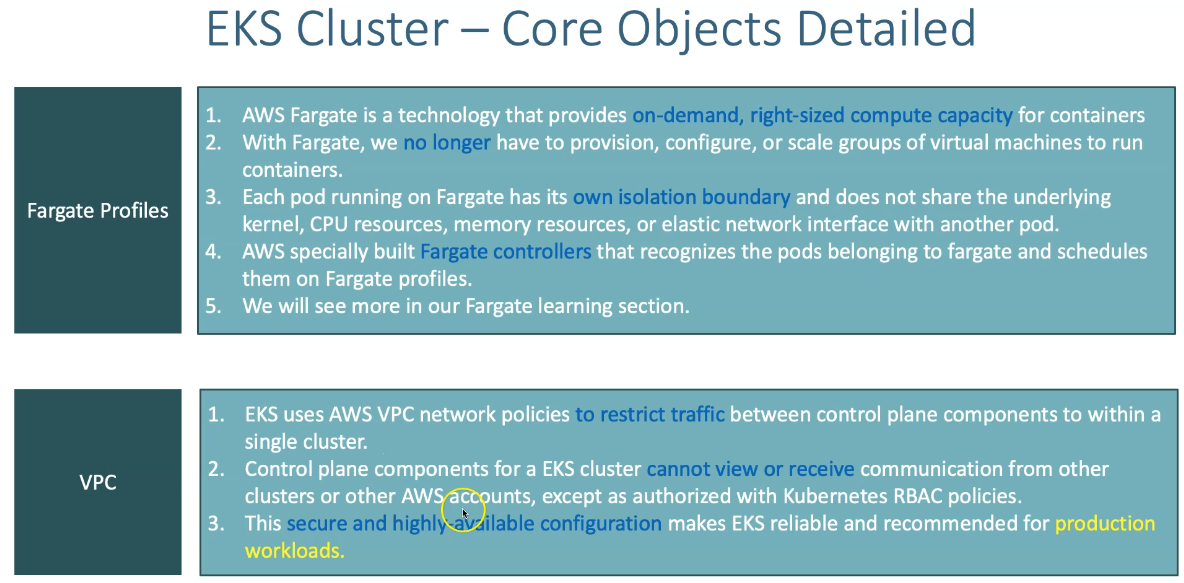 EKS Cluster – Core Objects Detailed
Fargate Profiles
1. AWS Fargate is a technology that provides on-demand, right-sized compute capacity for containers
2. With Fargate, we no longer have to provision, configure, or scale groups of virtual machines to run
containers.
3. Each pod running on Fargate has its own isolation boundary and does not share the underlying
kernel, CPU resources, memory resources, or elastic network interface with another pod.
4. AWS specially built Fargate controllers that recognizes the pods belonging to fargate and schedules
them on Fargate profiles.
5. We will see more in our Fargate learning section.
VPC
1. EKS uses AWS VPC network policies to restrict traffic between control plane components to within a
single cluster.
2. Control plane components for a EKS cluster cannot view or receive communication from other
clusters or other AWS accounts, except as authorized with Kubernetes RBAC policies.
3. This secure and highly-available configuration makes EKS reliable and recommended for production
workloads.